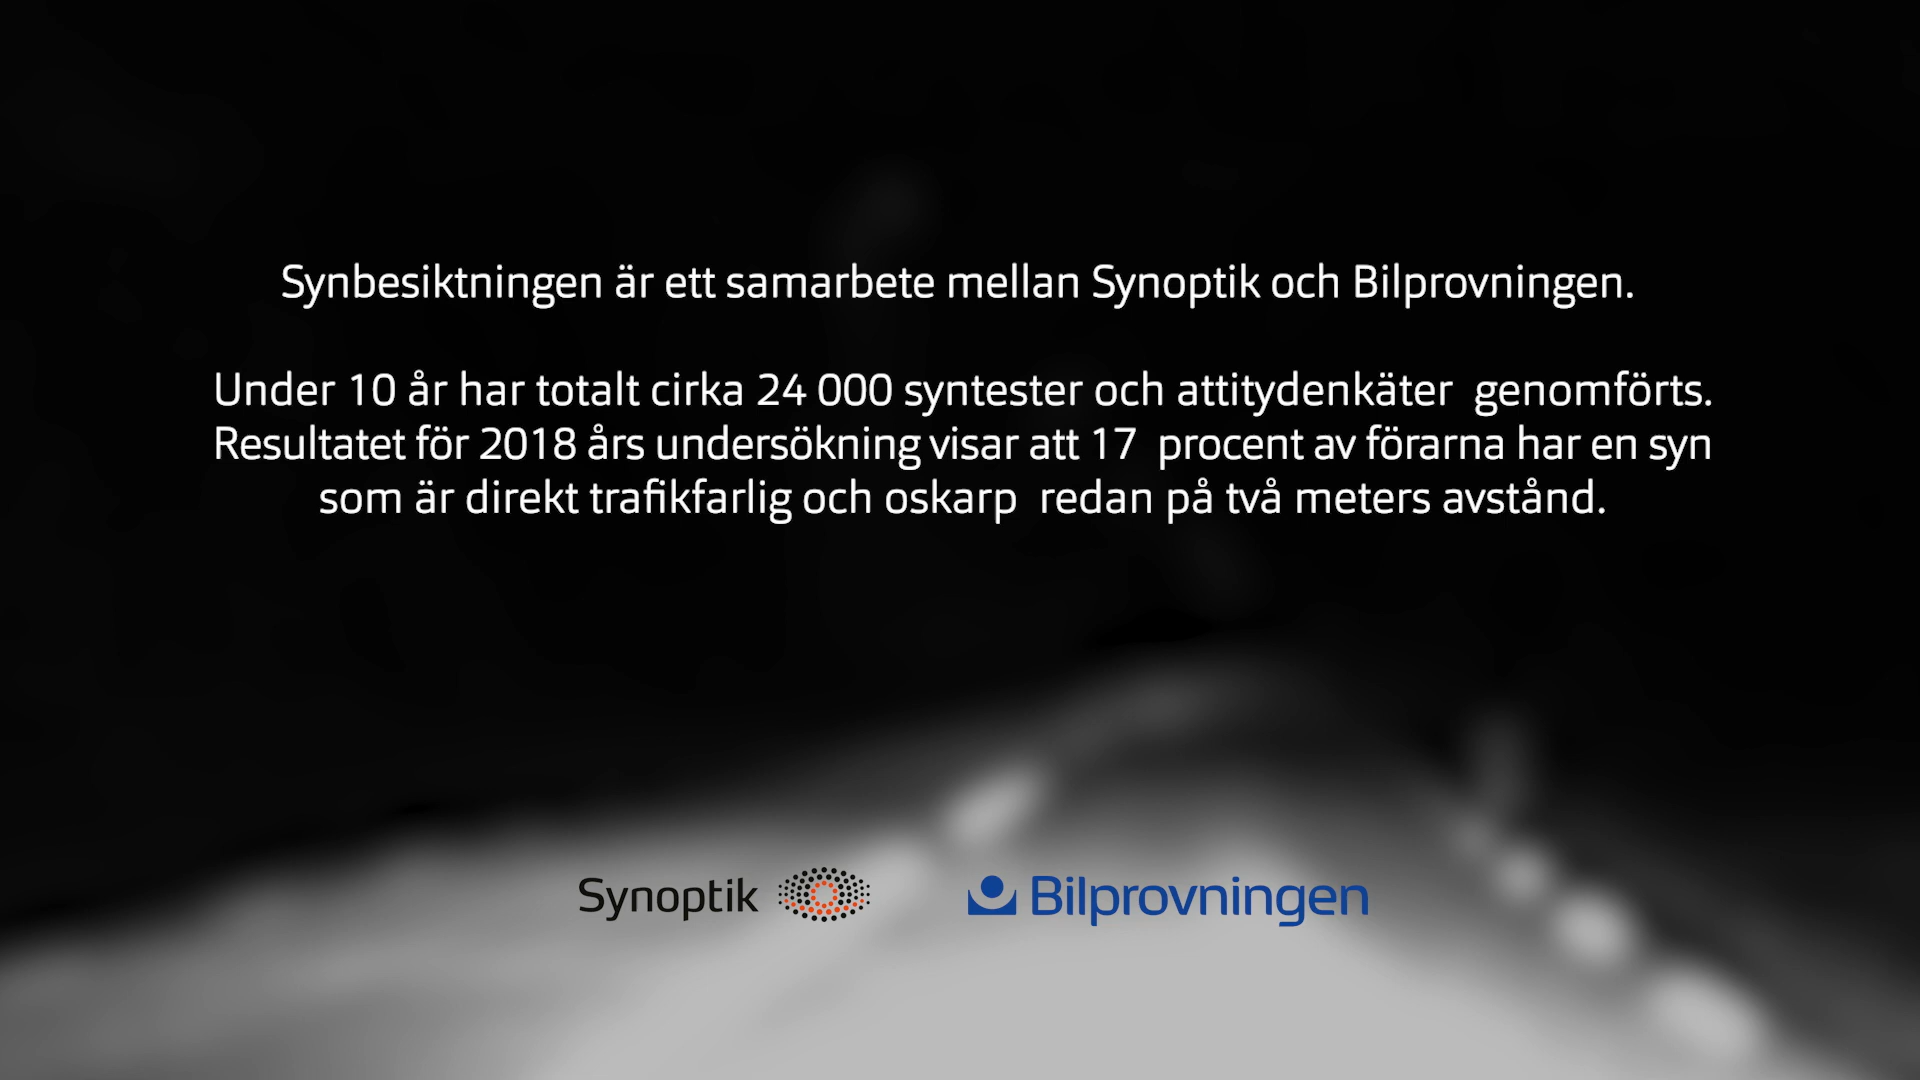 Synbesiktningen är ett samarbete mellan Synoptik och Bilprovningen.
Under 10 år har totalt cirka 24 000 syntester och attitydenkäter  genomförts.
Resultatet för 2018 års undersökning visar att 17  procent av förarna har en syn
som är direkt trafikfarlig och oskarp  redan på två meters avstånd.
Synoptik
Bilprovningen